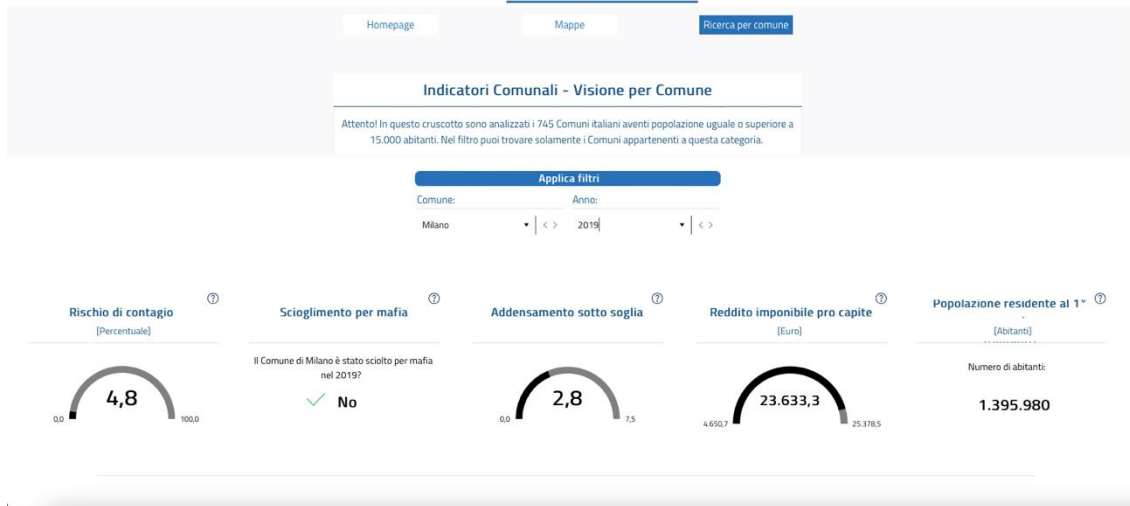 Homepage
Mappe
Ricerca per comune
Indicatori Comunali - Visione per Comune
Attento! In questo cruscotto sono analizzati i 745 Comuni italiani aventi popolazione uguale o superiore a
15.000 abitanti. Nel filtro puoi trovare solamente i Comuni appartenenti a questa categoria.
Applica filtri
Comune:
Anno:
Milano
2019
Rischio di contagio
[Percentuale]
4,8
0,0
100,0
Scioglimento per mafia
Il Comune di Milano è stato sciolto per mafia
nel 2019?
No
Addensamento sotto soglia
2,8
0,0
7,5
Reddito imponibile pro capite
[Euro]
23.633,3
4.650,7
25.378,5
Popolazione residente al 1°
[Abitanti]
Numero di abitanti:
1.395.980